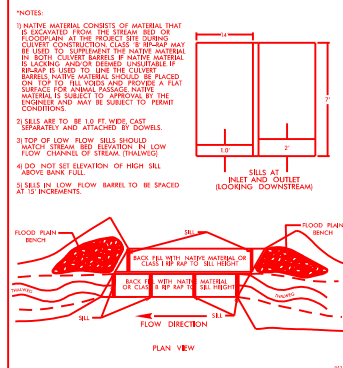 *NOTES:
1) NATIVE MATERIAL CONSISTS OF MATERIAL THAT
IS EXCAVATED FROM THE STREAM BED OR
FLOODPLAIN AT THE PROJECT SITE DURING
CULVERT CONSTRUCTION. CLASS 'B' RIP-RAP MAY
BE USED TO SUPPLEMENT THE NATIVE MATERIAL
IN BOTH CULVERT BARRELS IF NATIVE MATERIAL
IS LACKING AND/OR DEEMED UNSUITABLE. IF
RIP-RAP IS USED TO LINE THE CULVERT
BARRELS, NATIVE MATERIAL SHOULD BE PLACED
ON TOP TO FILL VOIDS AND PROVIDE A FLAT
SURFACE FOR ANIMAL PASSAGE. NATIVE
MATERIAL IS SUBJECT TO APPROVAL BY THE
ENGINEER AND MAY BE SUBJECT TO PERMIT
CONDITIONS.
2) SILLS ARE TO BE 1.0 FT. WIDE, CAST
SEPARATELY AND ATTACHED BY DOWELS.
3) TOP OF LOW FLOW SILLS SHOULD
MATCH STREAM BED ELEVATION IN LOW
FLOW CHANNEL OF STREAM. (THALWEG)
4) DO NOT SET ELEVATION OF HIGH SILL
ABOVE BANK FULL.
5) SILLS IN LOW FLOW BARREL TO BE SPACED
AT 15' INCREMENTS.
14'
7'
1.0'
2'
SILLS AT
INLET AND OUTLET
(LOOKING DOWNSTREAM)
FLOOD PLAIN
BENCH
SILL
FLOOD PLAIN
BENCH
BACK FILL WITH NATIVE MATERIAL OR
CLASS I RIP RAP TO SILL HEIGHT
BACK FILL WITH NATIVE MATERIAL
OR CLASS II RIP RAP TO SILL HEIGHT
THALWEG
THALWEG
SILL
SILL
FLOW DIRECTION
PLAN VIEW